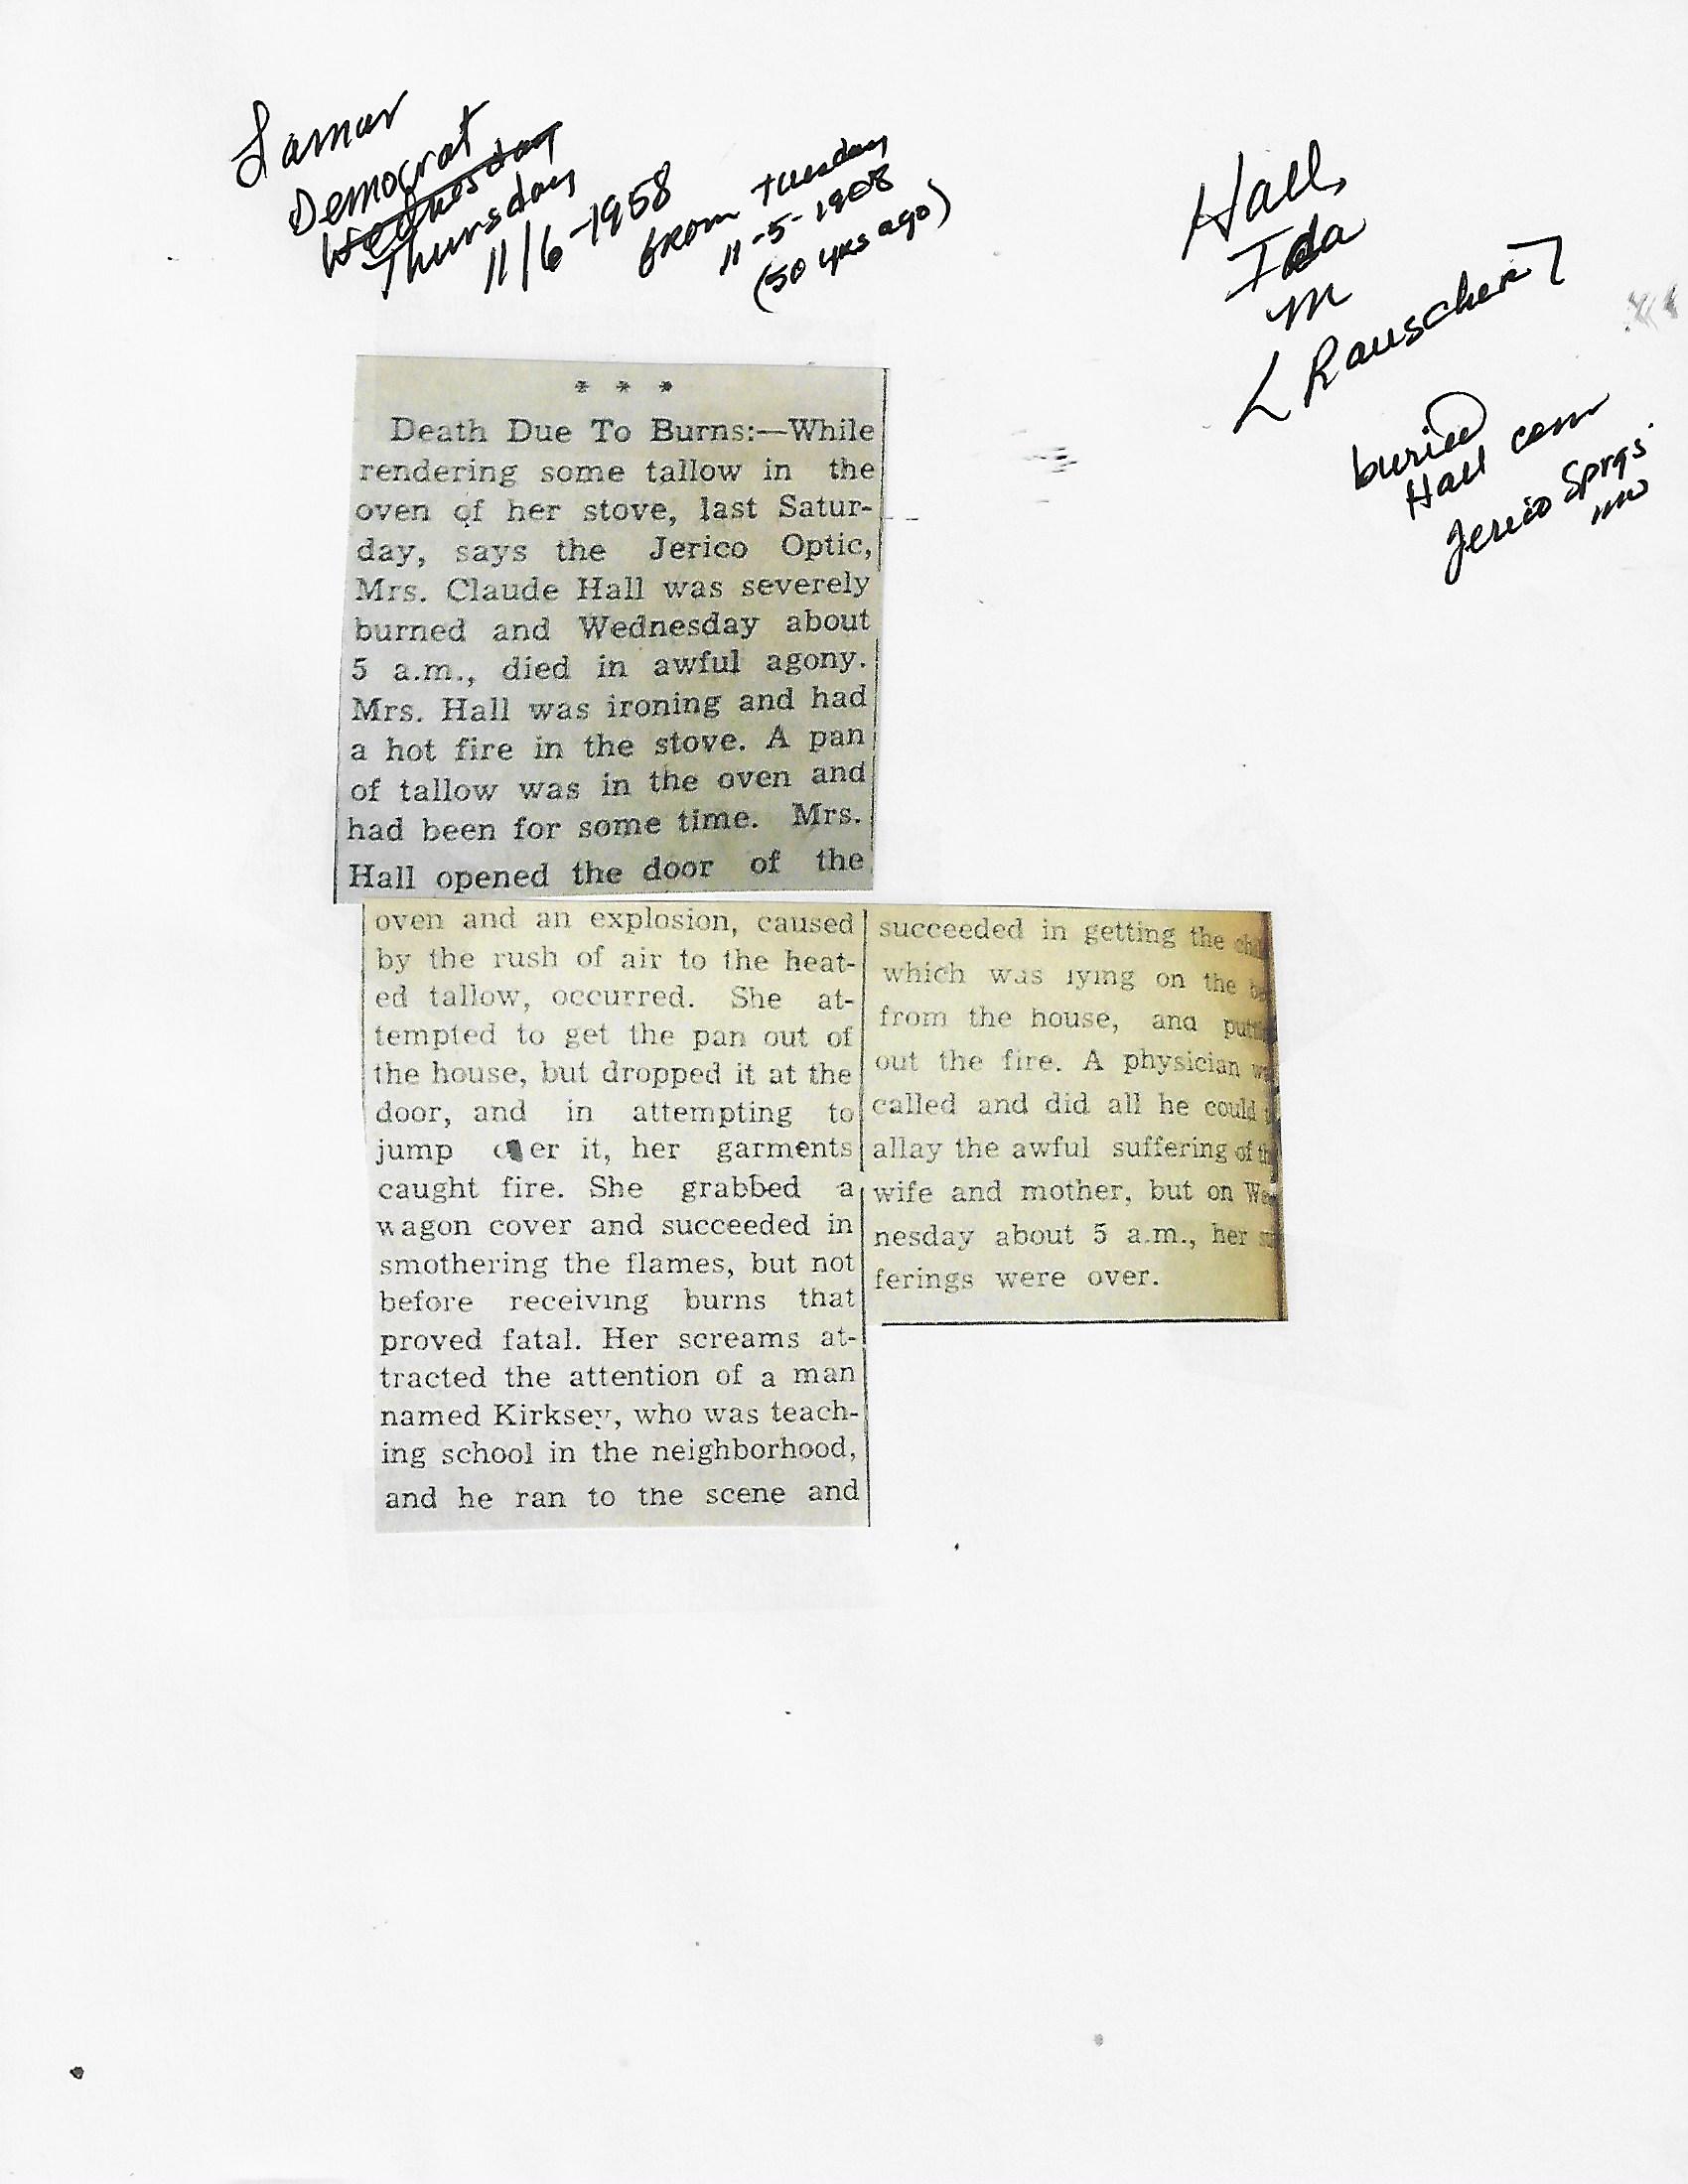 Lamar
Democrat
Wednesday
Thursday
11/6-1958
from Tuesday
11-5-1908
(50 yrs ago)
Hall,
Ida
M
< Rauscher >
buried
Hall cem
Jerico Sprgs.
mo
* * *
Death Due To Burns:—While
rendering some tallow in the
oven of her stove, last Satur-
day, says the Jerico Optic,
Mrs. Claude Hall was severely
burned and Wednesday about
5 a.m., died in awful agony.
Mrs. Hall was ironing and had
a hot fire in the stove. A pan
of tallow was in the oven and
had been for some time. Mrs.
Hall opened the door of the
oven and an explosion, caused
by the rush of air to the heat-
ed tallow, occurred. She at-
tempted to get the pan out of
the house, but dropped it at the
door, and in attempting to
jump over it, her garments
caught fire. She grabbed a
wagon cover and succeeded in
smothering the flames, but not
before receiving burns that
proved fatal. Her screams at-
tracted the attention of a man
named Kirksey, who was teach-
ing school in the neighborhood,
and he ran to the scene and
succeeded in getting the
which was lying on the
from the house, and
out the fire. A physician
called and did all he could
allay the awful suffering of
wife and mother, but on
nesday about 5 a.m., her
ferings were over.